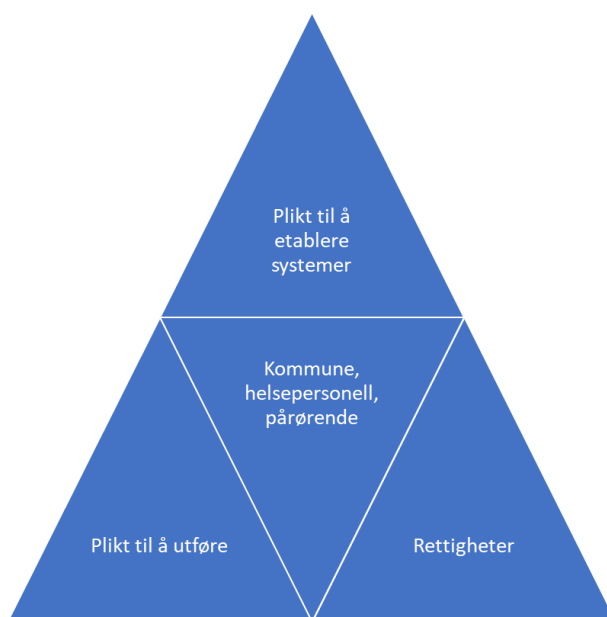 Plikt til å
etablere
systemer
Kommune,
helsepersonell,
pårørende
Plikt til å utføre
Rettigheter